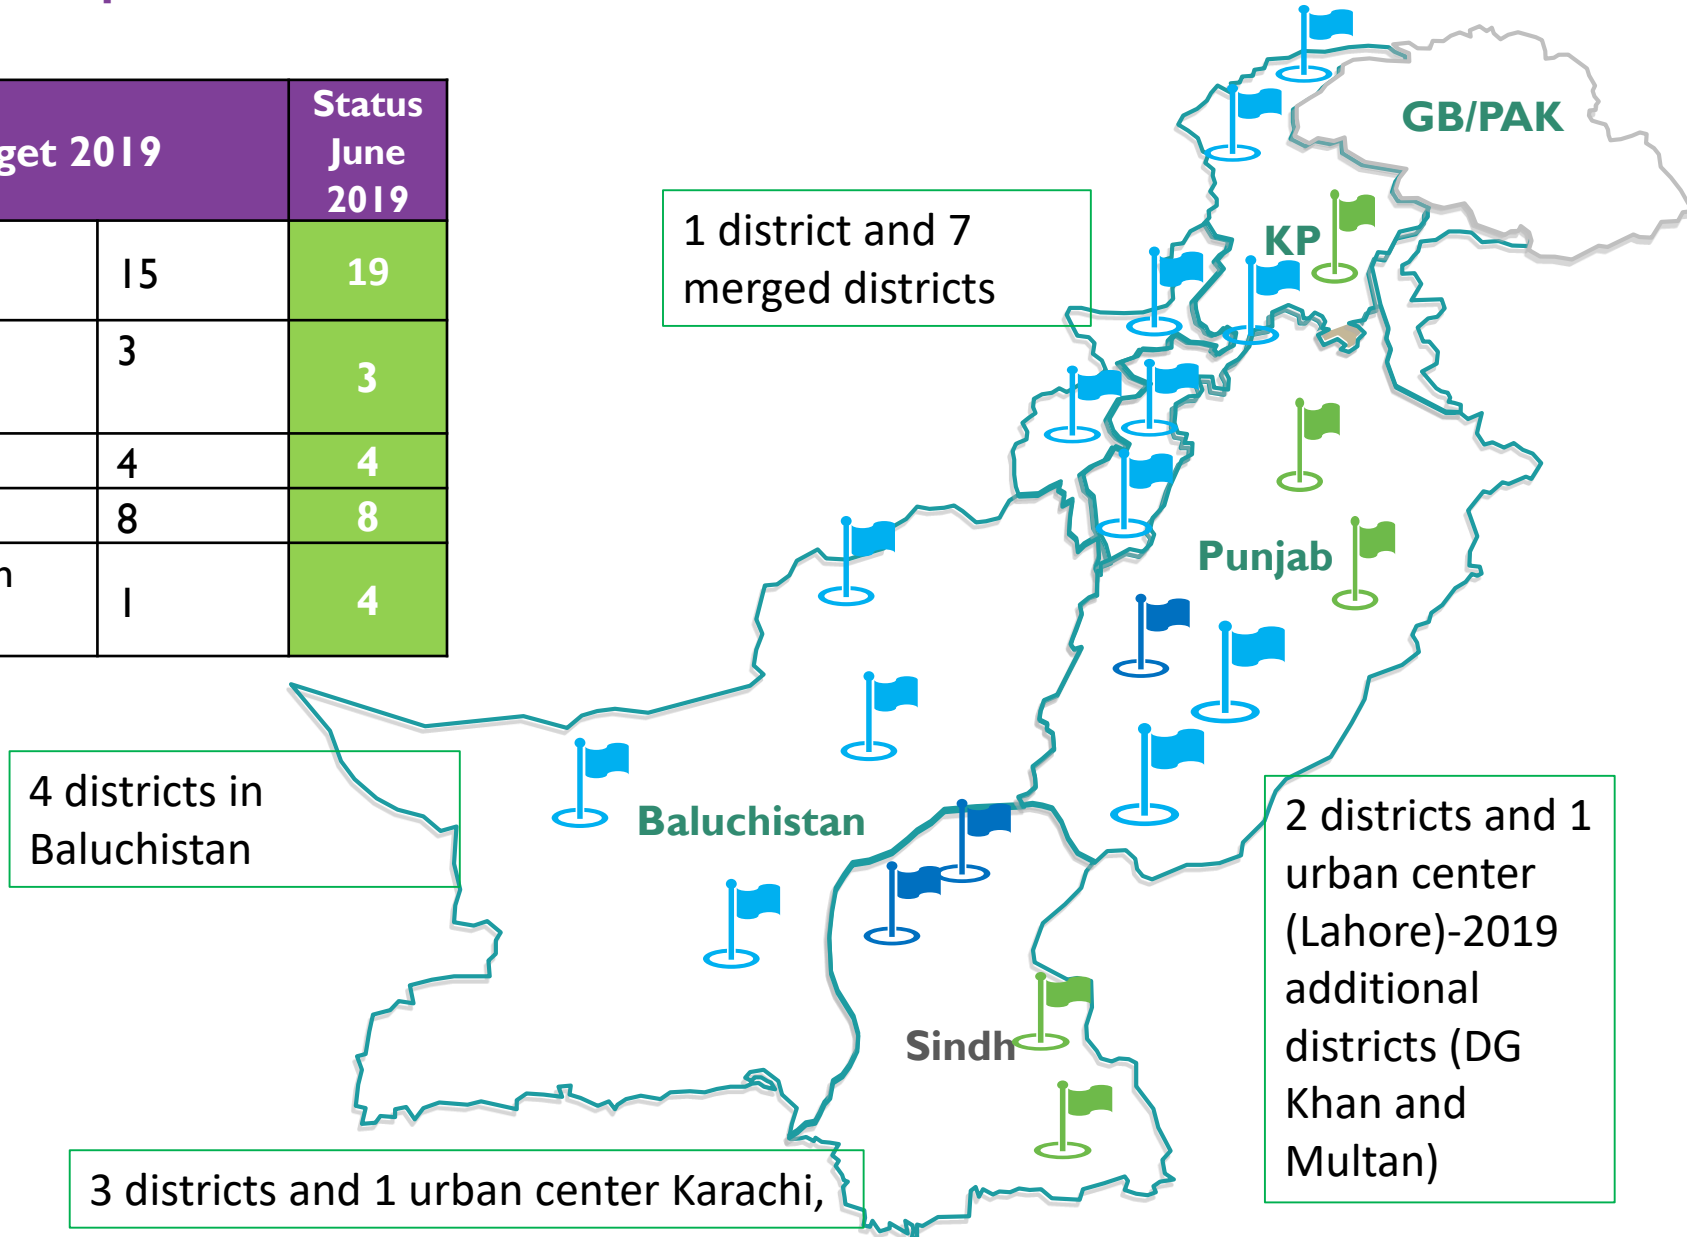 get 2019
Status
June
2019
15
19
3
3
4
4
8
8
n
1
4
GB/PAK
KP
1 district and 7
merged districts
Punjab
4 districts in
Baluchistan
Baluchistan
2 districts and 1
urban center
(Lahore)-2019
additional
districts (DG
Khan and
Multan)
Sindh
3 districts and 1 urban center Karachi,